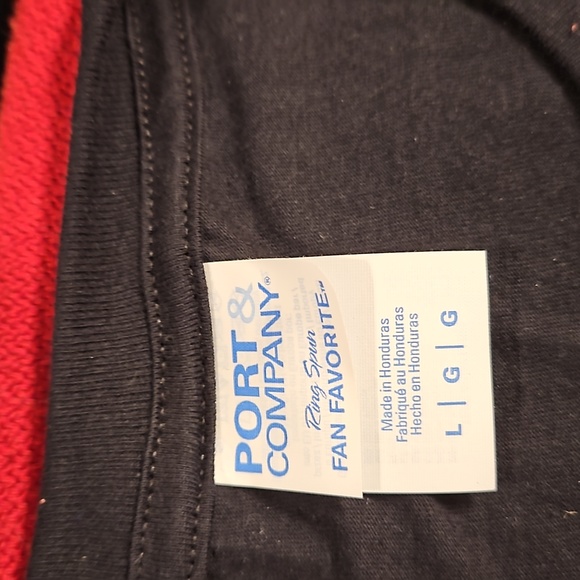 PORT &
COMPANY®
Ring Spun
FAN FAVORITE™
Made in Honduras
Fabriqué au Honduras
Hecho en Honduras
L | G | G